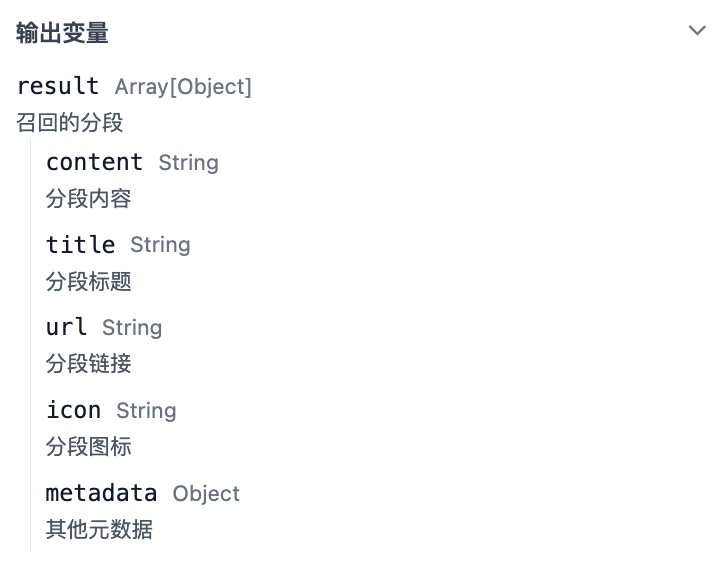 输出变量
result Array[Object]
召回的分段
content String
分段内容
title String
分段标题
url String
分段链接
icon String
分段图标
metadata Object
其他元数据